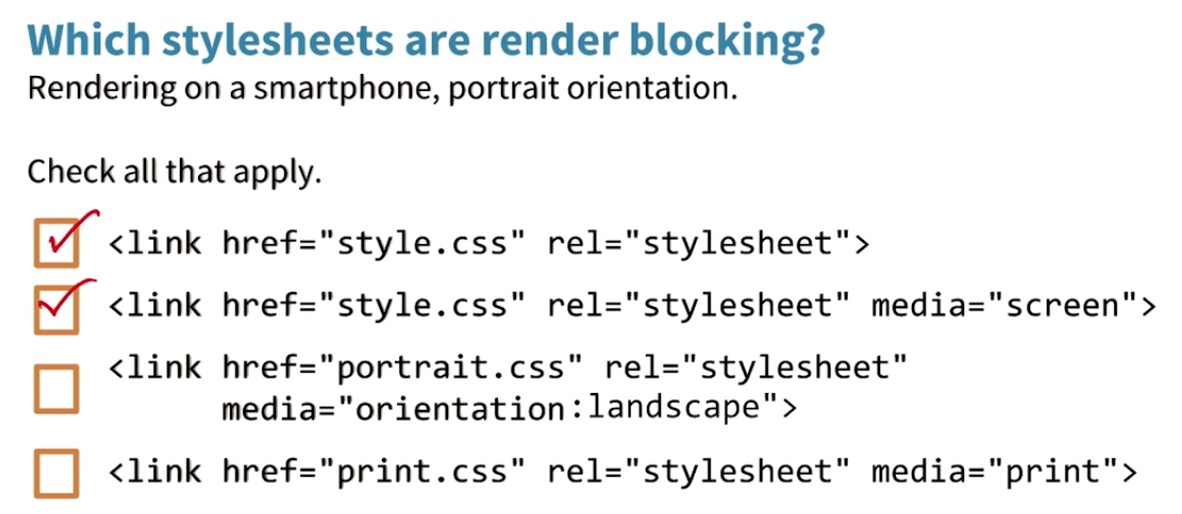 Which stylesheets are render blocking?
Rendering on a smartphone, portrait orientation.
Check all that apply.
<link href="style.css" rel="stylesheet">
<link href="style.css" rel="stylesheet" media="screen">
<link href="portrait.css" rel="stylesheet"
media="orientation:landscape">
<link href="print.css" rel="stylesheet" media="print">